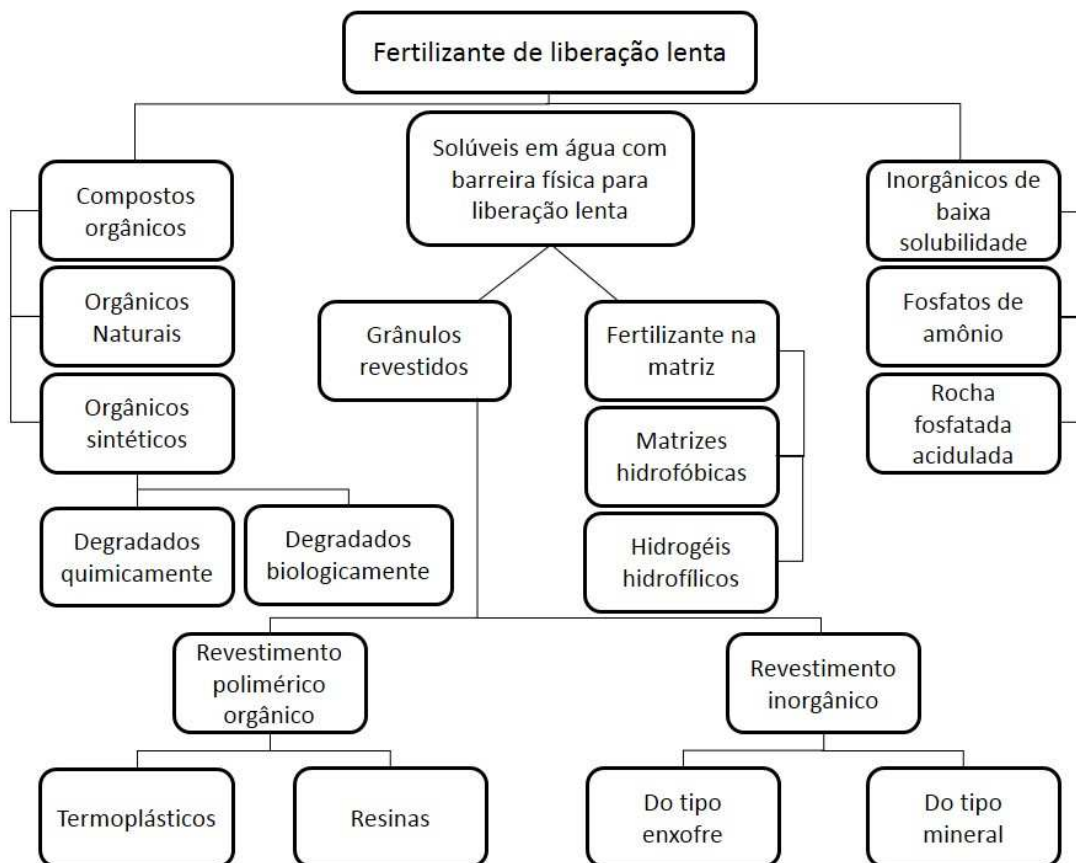 Fertilizante de liberação lenta
Solúveis em água com
barreira física para
liberação lenta
Compostos
orgânicos
Inorgânicos de
baixa
solubilidade
Orgânicos
Naturais
Grânulos
revestidos
Fertilizante na
matriz
Fosfatos de
amônio
Orgânicos
sintéticos
Matrizes
hidrofóbicas
Rocha
fosfatada
acidulada
Degradados
quimicamente
Degradados
biologicamente
Hidrogéis
hidrofílicos
Revestimento
polimérico
orgânico
Revestimento
inorgânico
Termoplásticos
Resinas
Do tipo
enxofre
Do tipo
mineral